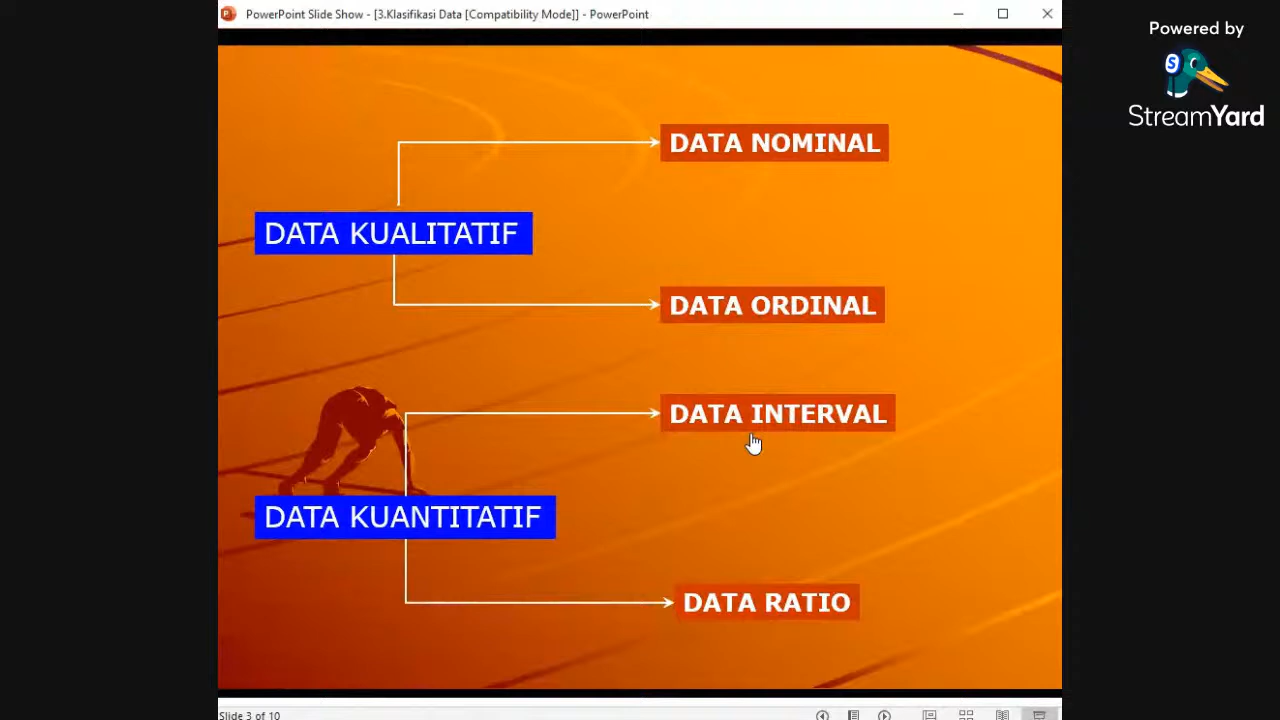 PowerPoint Slide Show - [3.Klasifikasi Data [Compatibility Mode]] - PowerPoint
Powered by
S
StreamYard
DATA NOMINAL
DATA KUALITATIF
DATA ORDINAL
DATA INTERVAL
DATA KUANTITATIF
DATA RATIO
Slide 3 of 10